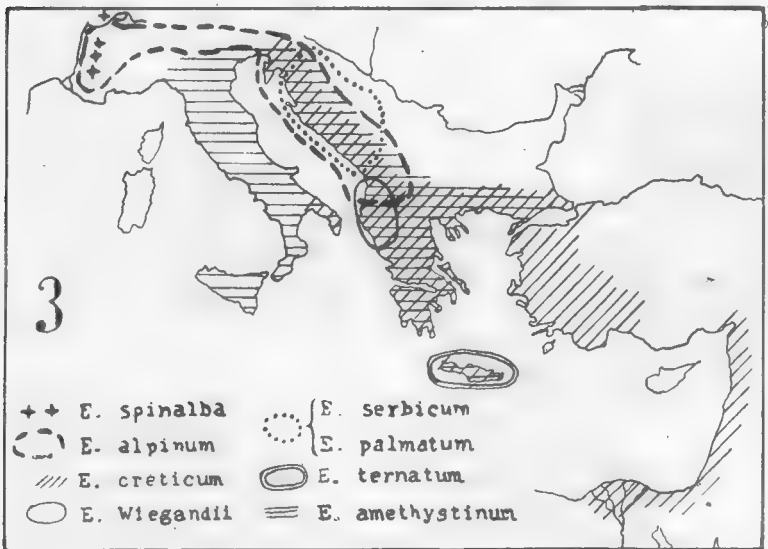 3
E. spinalba
E. alpinum
E. creticum
E. Wiegandii
E. serbicum
E. palmatum
E. ternatum
E. amethystinum